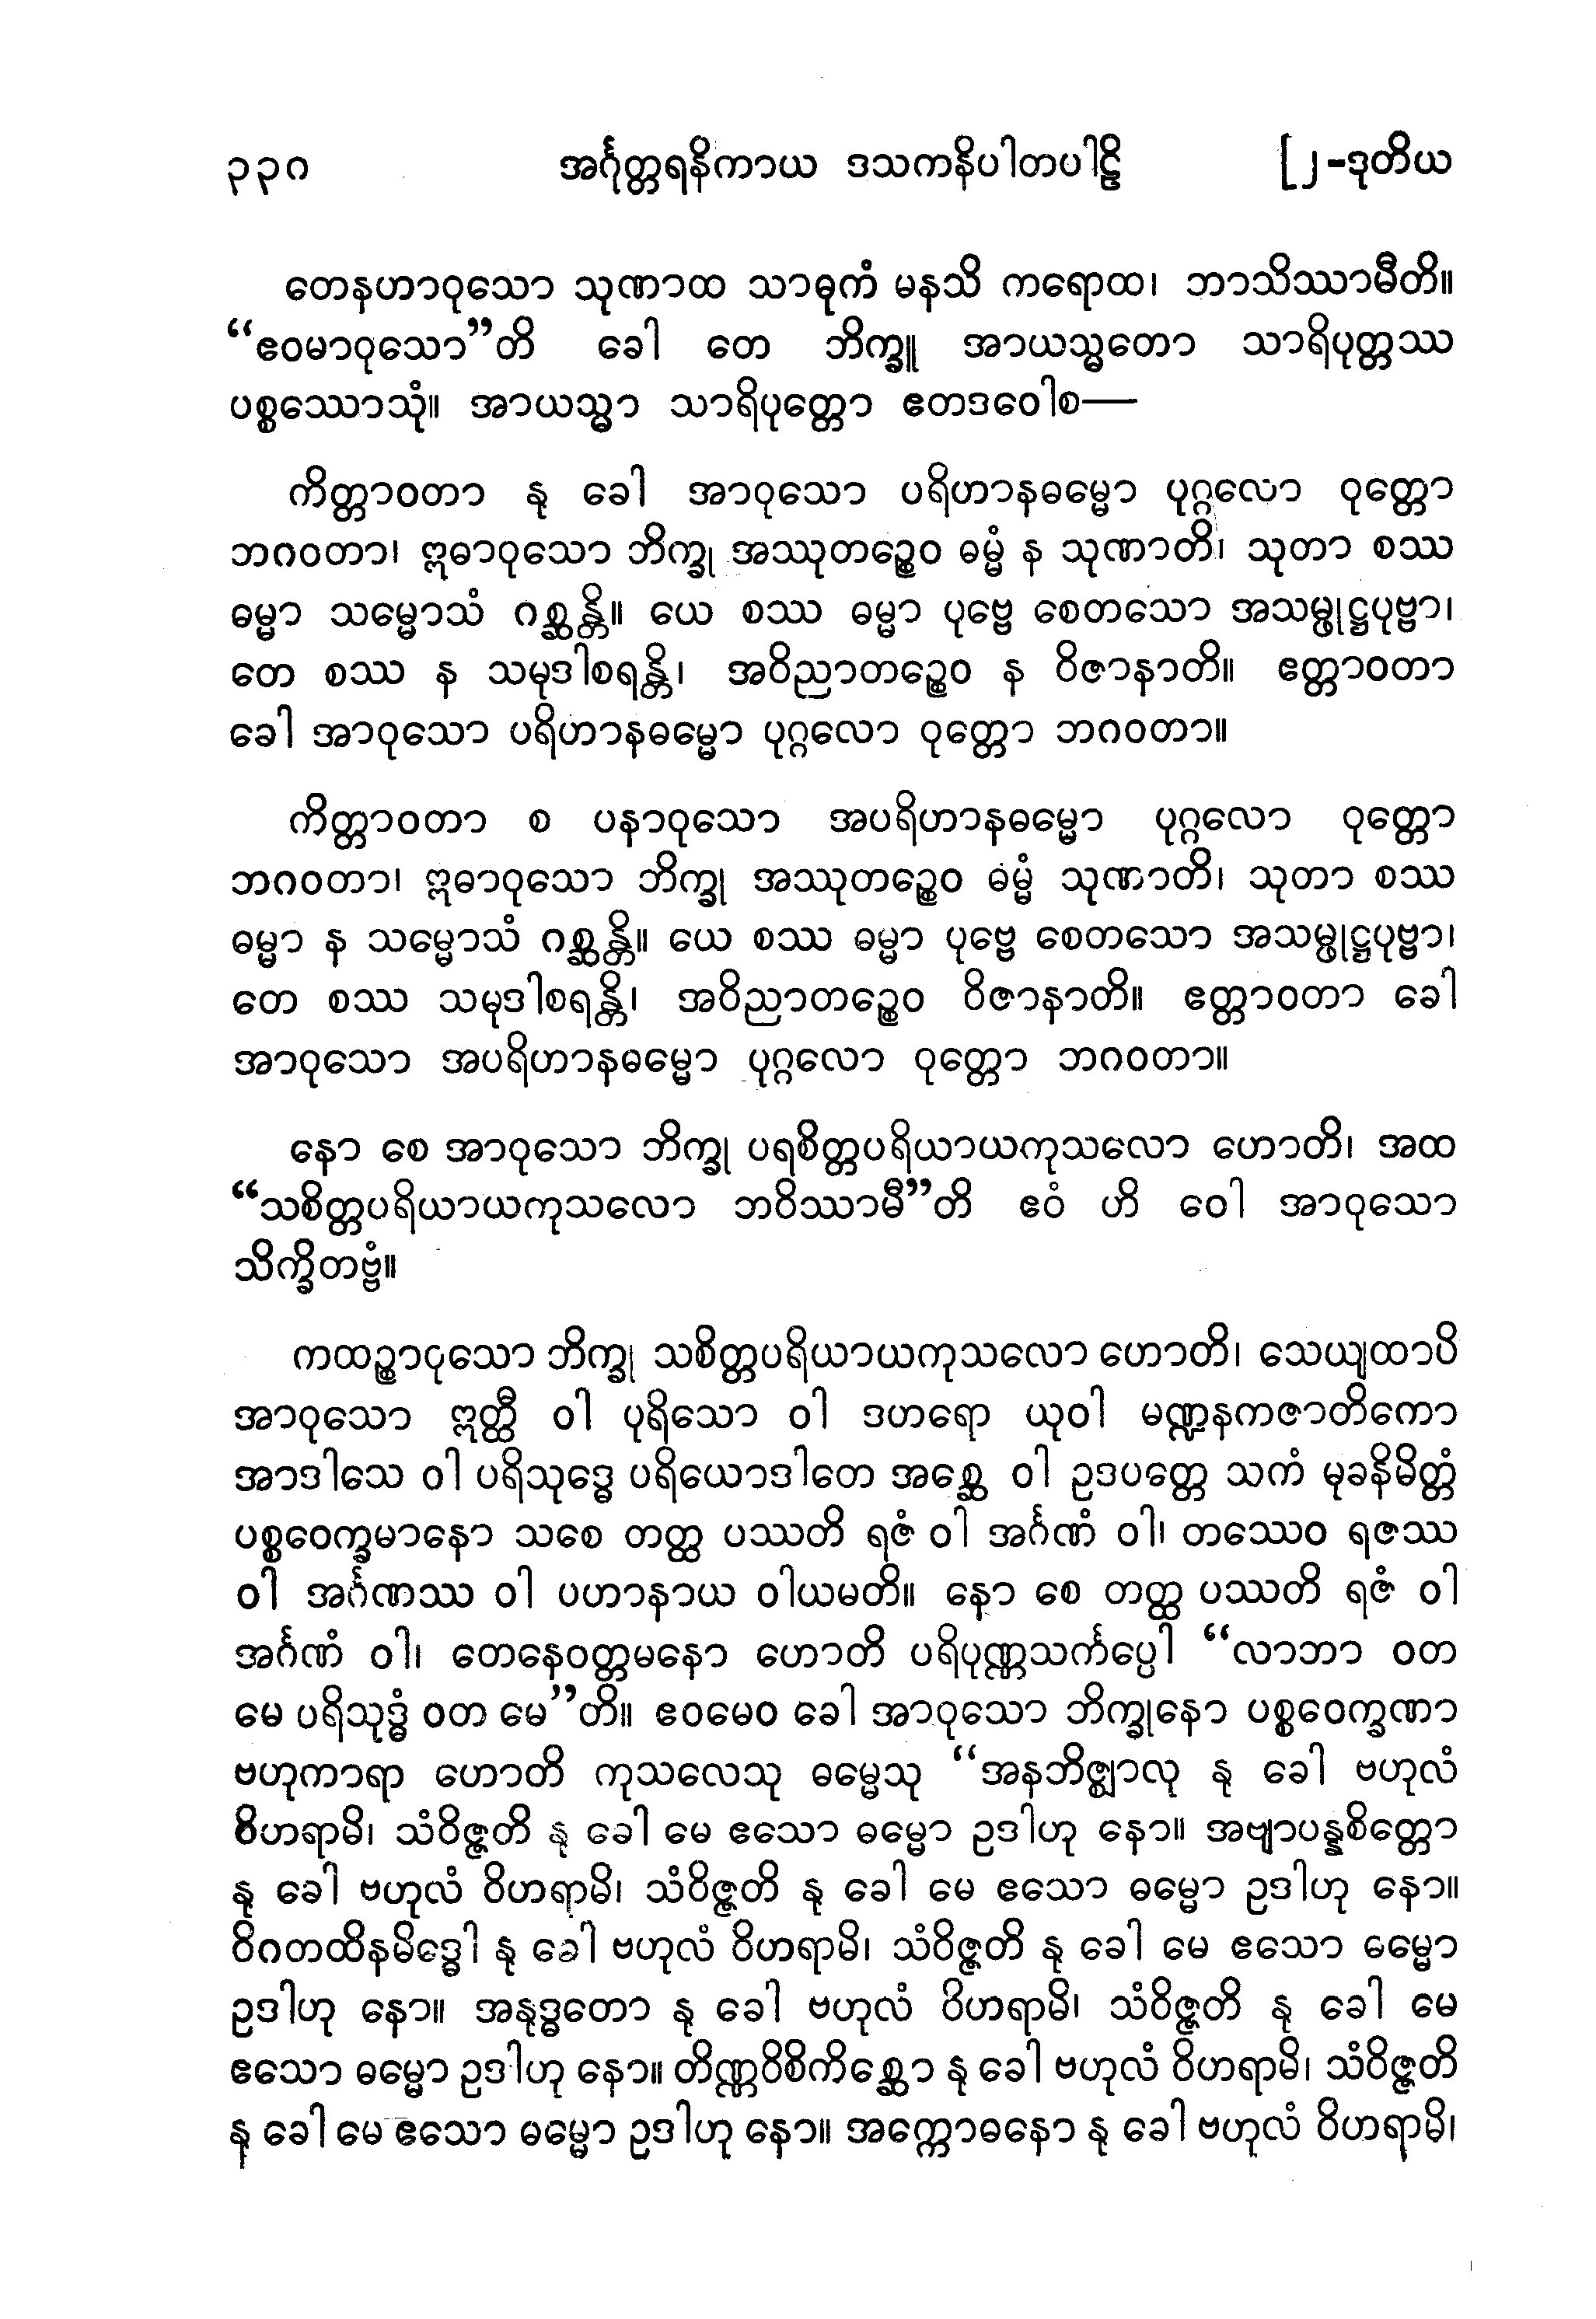 ၃၃၀ အင်္ဂုတ္တရနိကာယ ဒသကနိပါတပါဠိ [၂-ဒုတိယ
တေနဟာဝုသော သုဏာထ သာဓုကံ မနသိ ကရောထ၊ ဘာသိဿာမီတိ။
“ဧဝမာဝုသော”တိ ခေါ တေ ဘိက္ခူ အာယသ္မတော သာရိပုတ္တဿ
ပစ္စဿောသုံ။ အာယသ္မာ သာရိပုတ္တော ဧတဒဝေါစ—
ကိတ္တာဝတာ နု ခေါ အာဝုသော ပရိဟာနဓမ္မော ပုဂ္ဂလော ဝုတ္တော
ဘဂဝတာ၊ ဣဓာဝုသော ဘိက္ခု အဿုတဉ္စေဝ ဓမ္မံ န သုဏာတိ၊ သုတာ စဿ
ဓမ္မာ သမ္မောသံ ဂစ္ဆန္တိ။ ယေ စဿ ဓမ္မာ ပုဗ္ဗေ စေတသော အသမ္ဖုဋ္ဌပုဗ္ဗာ၊
တေ စဿ န သမုဒါစရန္တိ၊ အဝိညာတဉ္စေဝ န ဝိဇာနာတိ။ ဧတ္တာဝတာ
ခေါ အာဝုသော ပရိဟာနဓမ္မော ပုဂ္ဂလော ဝုတ္တော ဘဂဝတာ။
ကိတ္တာဝတာ စ ပနာဝုသော အပရိဟာနဓမ္မော ပုဂ္ဂလော ဝုတ္တော
ဘဂဝတာ၊ ဣဓာဝုသော ဘိက္ခု အဿုတဉ္စေဝ ဓမ္မံ သုဏာတိ၊ သုတာ စဿ
ဓမ္မာ န သမ္မောသံ ဂစ္ဆန္တိ။ ယေ စဿ ဓမ္မာ ပုဗ္ဗေ စေတသော အသမ္ဖုဋ္ဌပုဗ္ဗာ၊
တေ စဿ သမုဒါစရန္တိ၊ အဝိညာတဉ္စေဝ ဝိဇာနာတိ။ ဧတ္တာဝတာ ခေါ
အာဝုသော အပရိဟာနဓမ္မော ပုဂ္ဂလော ဝုတ္တော ဘဂဝတာ။
နော စေ အာဝုသော ဘိက္ခု ပရစိတ္တပရိယာယကုသလော ဟောတိ၊ အထ
“သစိတ္တပရိယာယကုသလော ဘဝိဿာမီ”တိ ဧဝံ ဟိ ဝေါ အာဝုသော
သိက္ခိတဗ္ဗံ။
ကထဉ္စာဝုသော ဘိက္ခု သစိတ္တပရိယာယကုသလော ဟောတိ၊ သေယျထာပိ
အာဝုသော ဣတ္ထီ ဝါ ပုရိသော ဝါ ဒဟရော ယုဝါ မဏ္ဍနကဇာတိကော
အာဒါသေ ဝါ ပရိသုဒ္ဓေ ပရိယောဒါတေ အစ္ဆေ ဝါ ဥဒပတ္တေ သကံ မုခနိမိတ္တံ
ပစ္စဝေက္ခမာနော သစေ တတ္ထ ပဿတိ ရဇံ ဝါ အင်္ဂဏံ ဝါ၊ တဿေဝ ရဇဿ
ဝါ အင်္ဂဏဿ ဝါ ပဟာနာယ ဝါယမတိ။ နော စေ တတ္ထ ပဿတိ ရဇံ ဝါ
အင်္ဂဏံ ဝါ၊ တေနေဝတ္တမနော ဟောတိ ပရိပုဏ္ဏသင်္ကပ္ပေါ “လာဘာ ဝတ
မေ ပရိသုဒ္ဓံ ဝတ မေ”တိ။ ဧဝမေဝ ခေါ အာဝုသော ဘိက္ခုနော ပစ္စဝေက္ခဏာ
ဗဟုကာရာ ဟောတိ ကုသလေသု ဓမ္မေသု “အနဘိဇ္ဈာလု နု ခေါ ဗဟုလံ
ဝိဟရာမိ၊ သံဝိဇ္ဇတိ နု ခေါ မေ ဧသော ဓမ္မော ဥဒါဟု နော။ အဗျာပန္နစိတ္တော
နု ခေါ ဗဟုလံ ဝိဟရာမိ၊ သံဝိဇ္ဇတိ နု ခေါ မေ ဧသော ဓမ္မော ဥဒါဟု နော။
ဝိဂတထိနမိဒ္ဓေါ နု ခေါ ဗဟုလံ ဝိဟရာမိ၊ သံဝိဇ္ဇတိ နု ခေါ မေ ဧသော ဓမ္မော
ဥဒါဟု နော။ အနုဒ္ဓတော နု ခေါ ဗဟုလံ ဝိဟရာမိ၊ သံဝိဇ္ဇတိ နု ခေါ မေ
ဧသော ဓမ္မော ဥဒါဟု နော။ တိဏ္ဏဝိစိကိစ္ဆော နု ခေါ ဗဟုလံ ဝိဟရာမိ၊ သံဝိဇ္ဇတိ
နု ခေါ မေ ဧသော ဓမ္မော ဥဒါဟု နော။ အက္ကောဓနော နု ခေါ ဗဟုလံ ဝိဟရာမိ၊